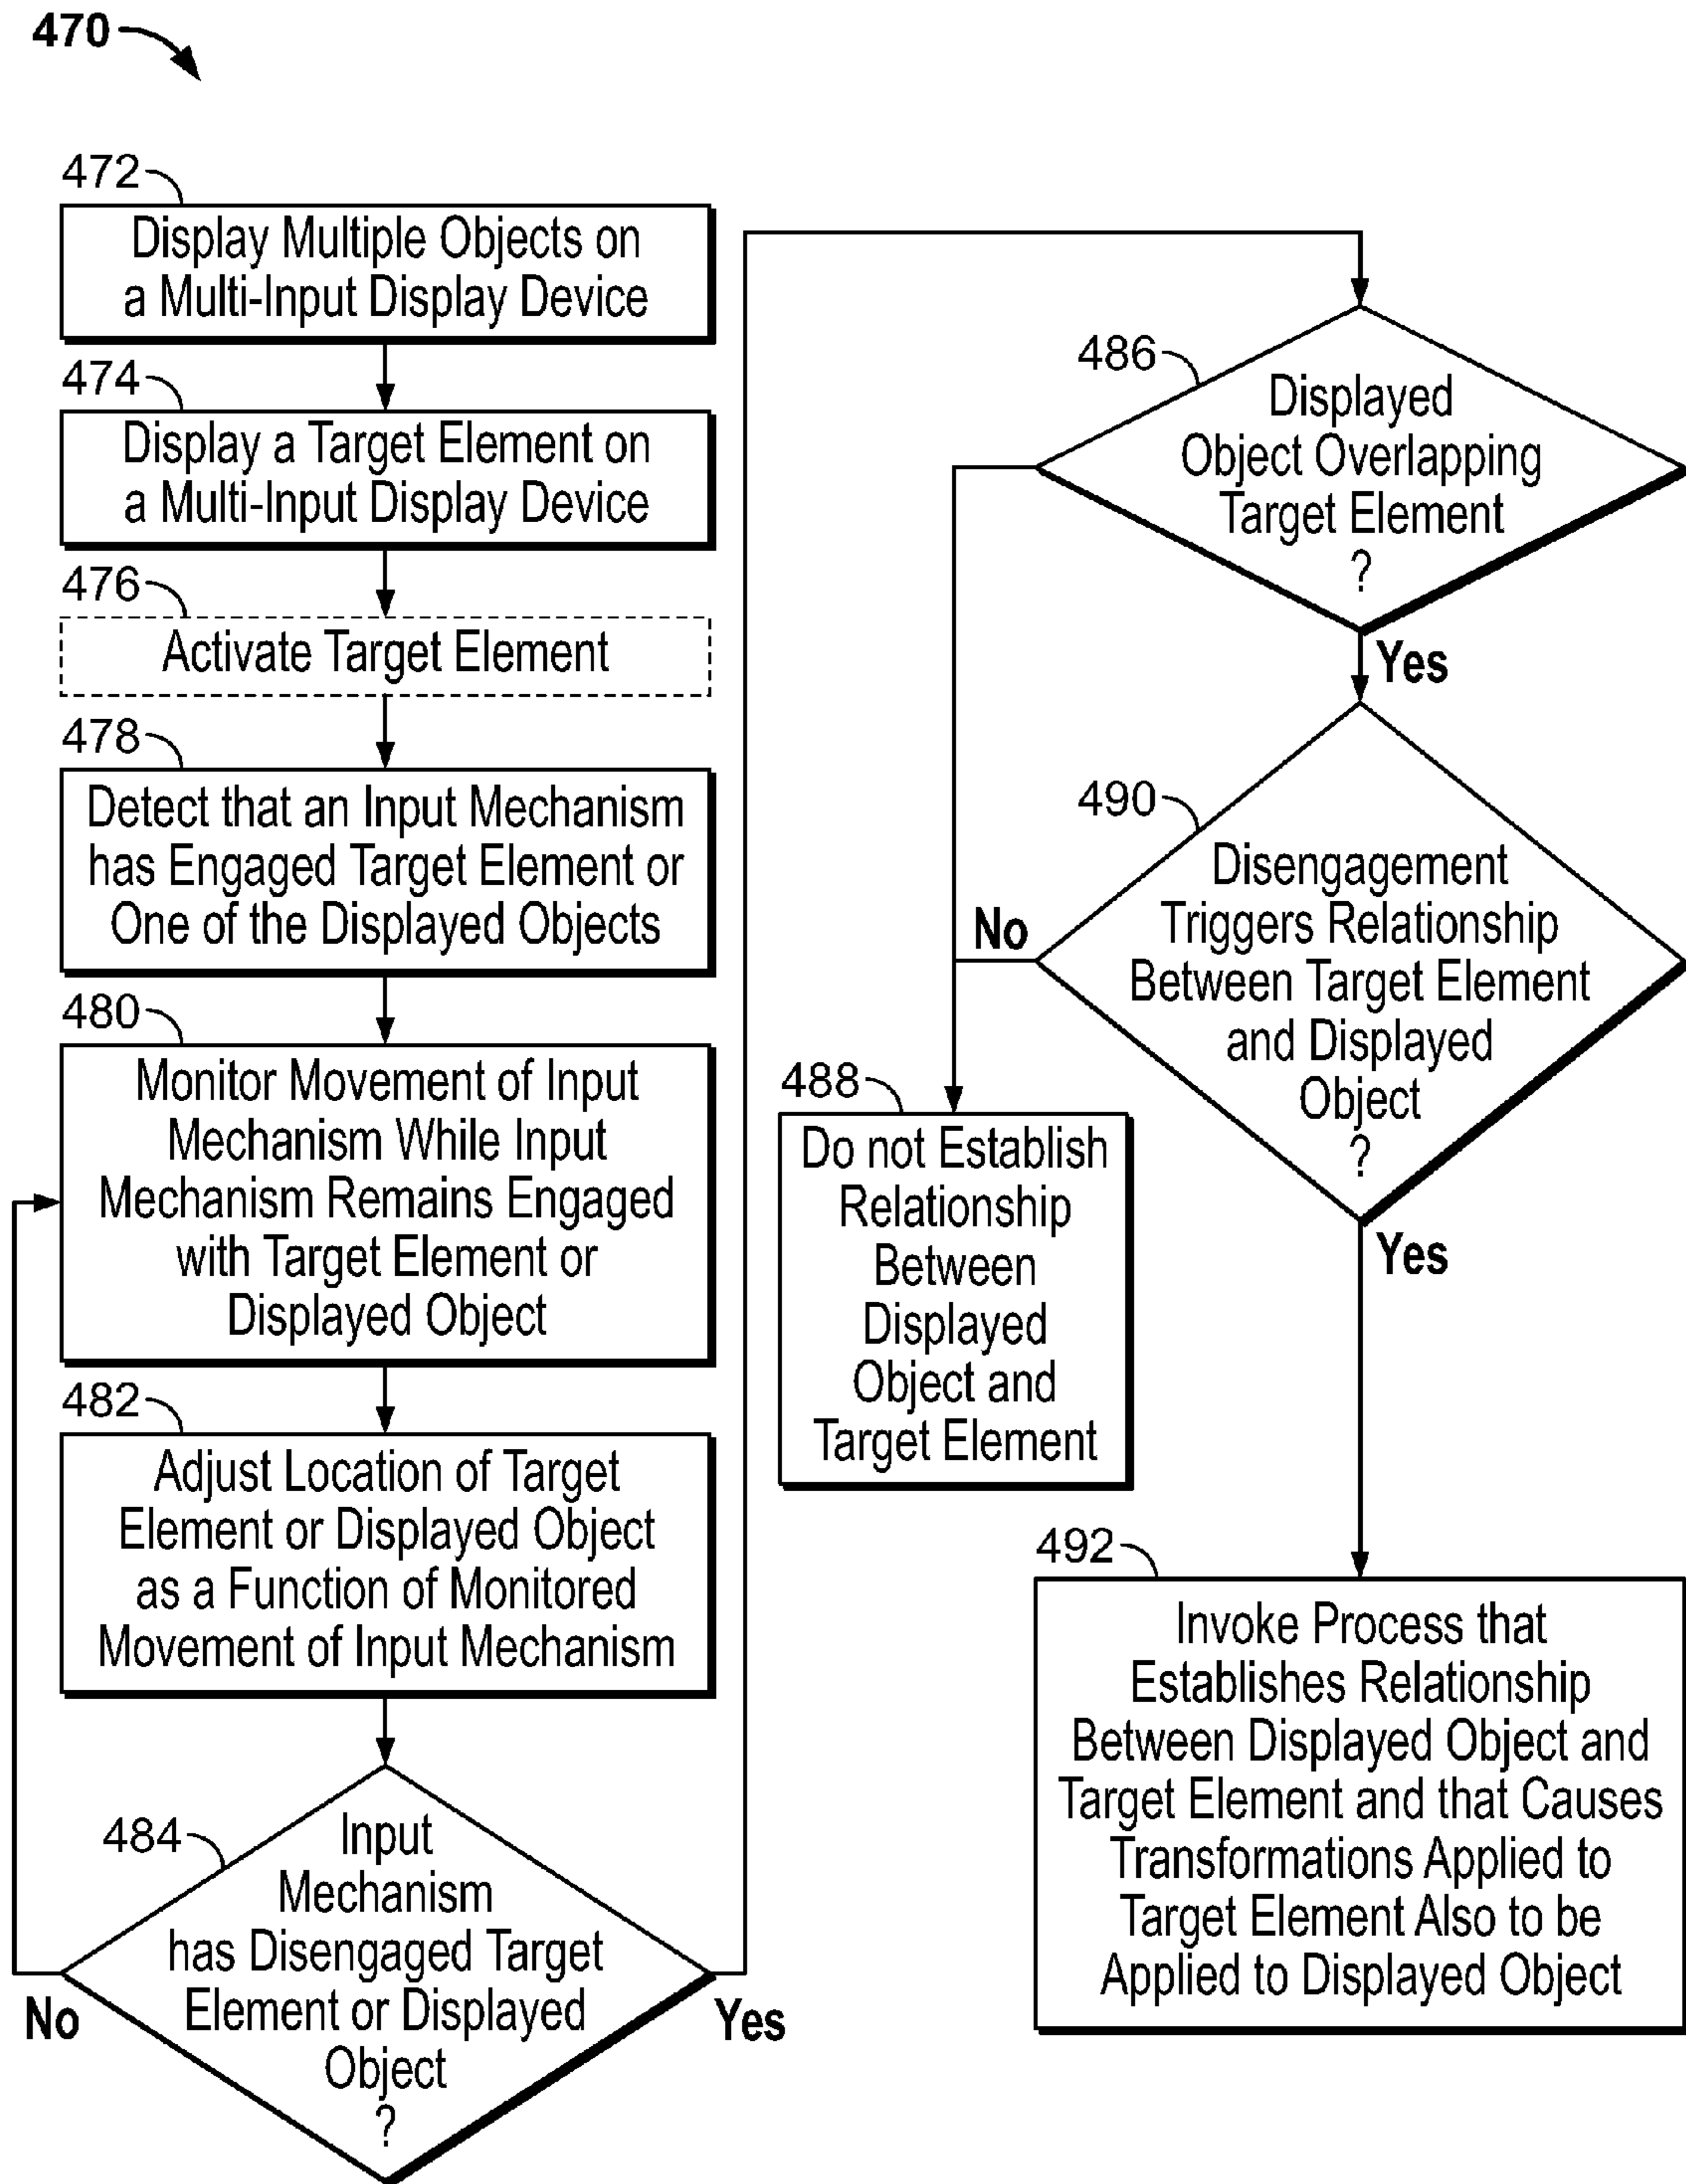 470
472
Display Multiple Objects on
a Multi-Input Display Device
474
Display a Target Element on
a Multi-Input Display Device
476
Activate Target Element
478
Detect that an Input Mechanism
has Engaged Target Element or
One of the Displayed Objects
480
Monitor Movement of Input
Mechanism While Input
Mechanism Remains Engaged
with Target Element or
Displayed Object
482
Adjust Location of Target
Element or Displayed Object
as a Function of Monitored
Movement of Input Mechanism
484
Input
Mechanism
has Disengaged Target
Element or Displayed
Object
?
No
Yes
486
Displayed
Object Overlapping
Target Element
?
Yes
490
Disengagement
Triggers Relationship
Between Target Element
and Displayed
Object
?
No
Yes
488
Do not Establish
Relationship
Between
Displayed
Object and
Target Element
492
Invoke Process that
Establishes Relationship
Between Displayed Object and
Target Element and that Causes
Transformations Applied to
Target Element Also to be
Applied to Displayed Object